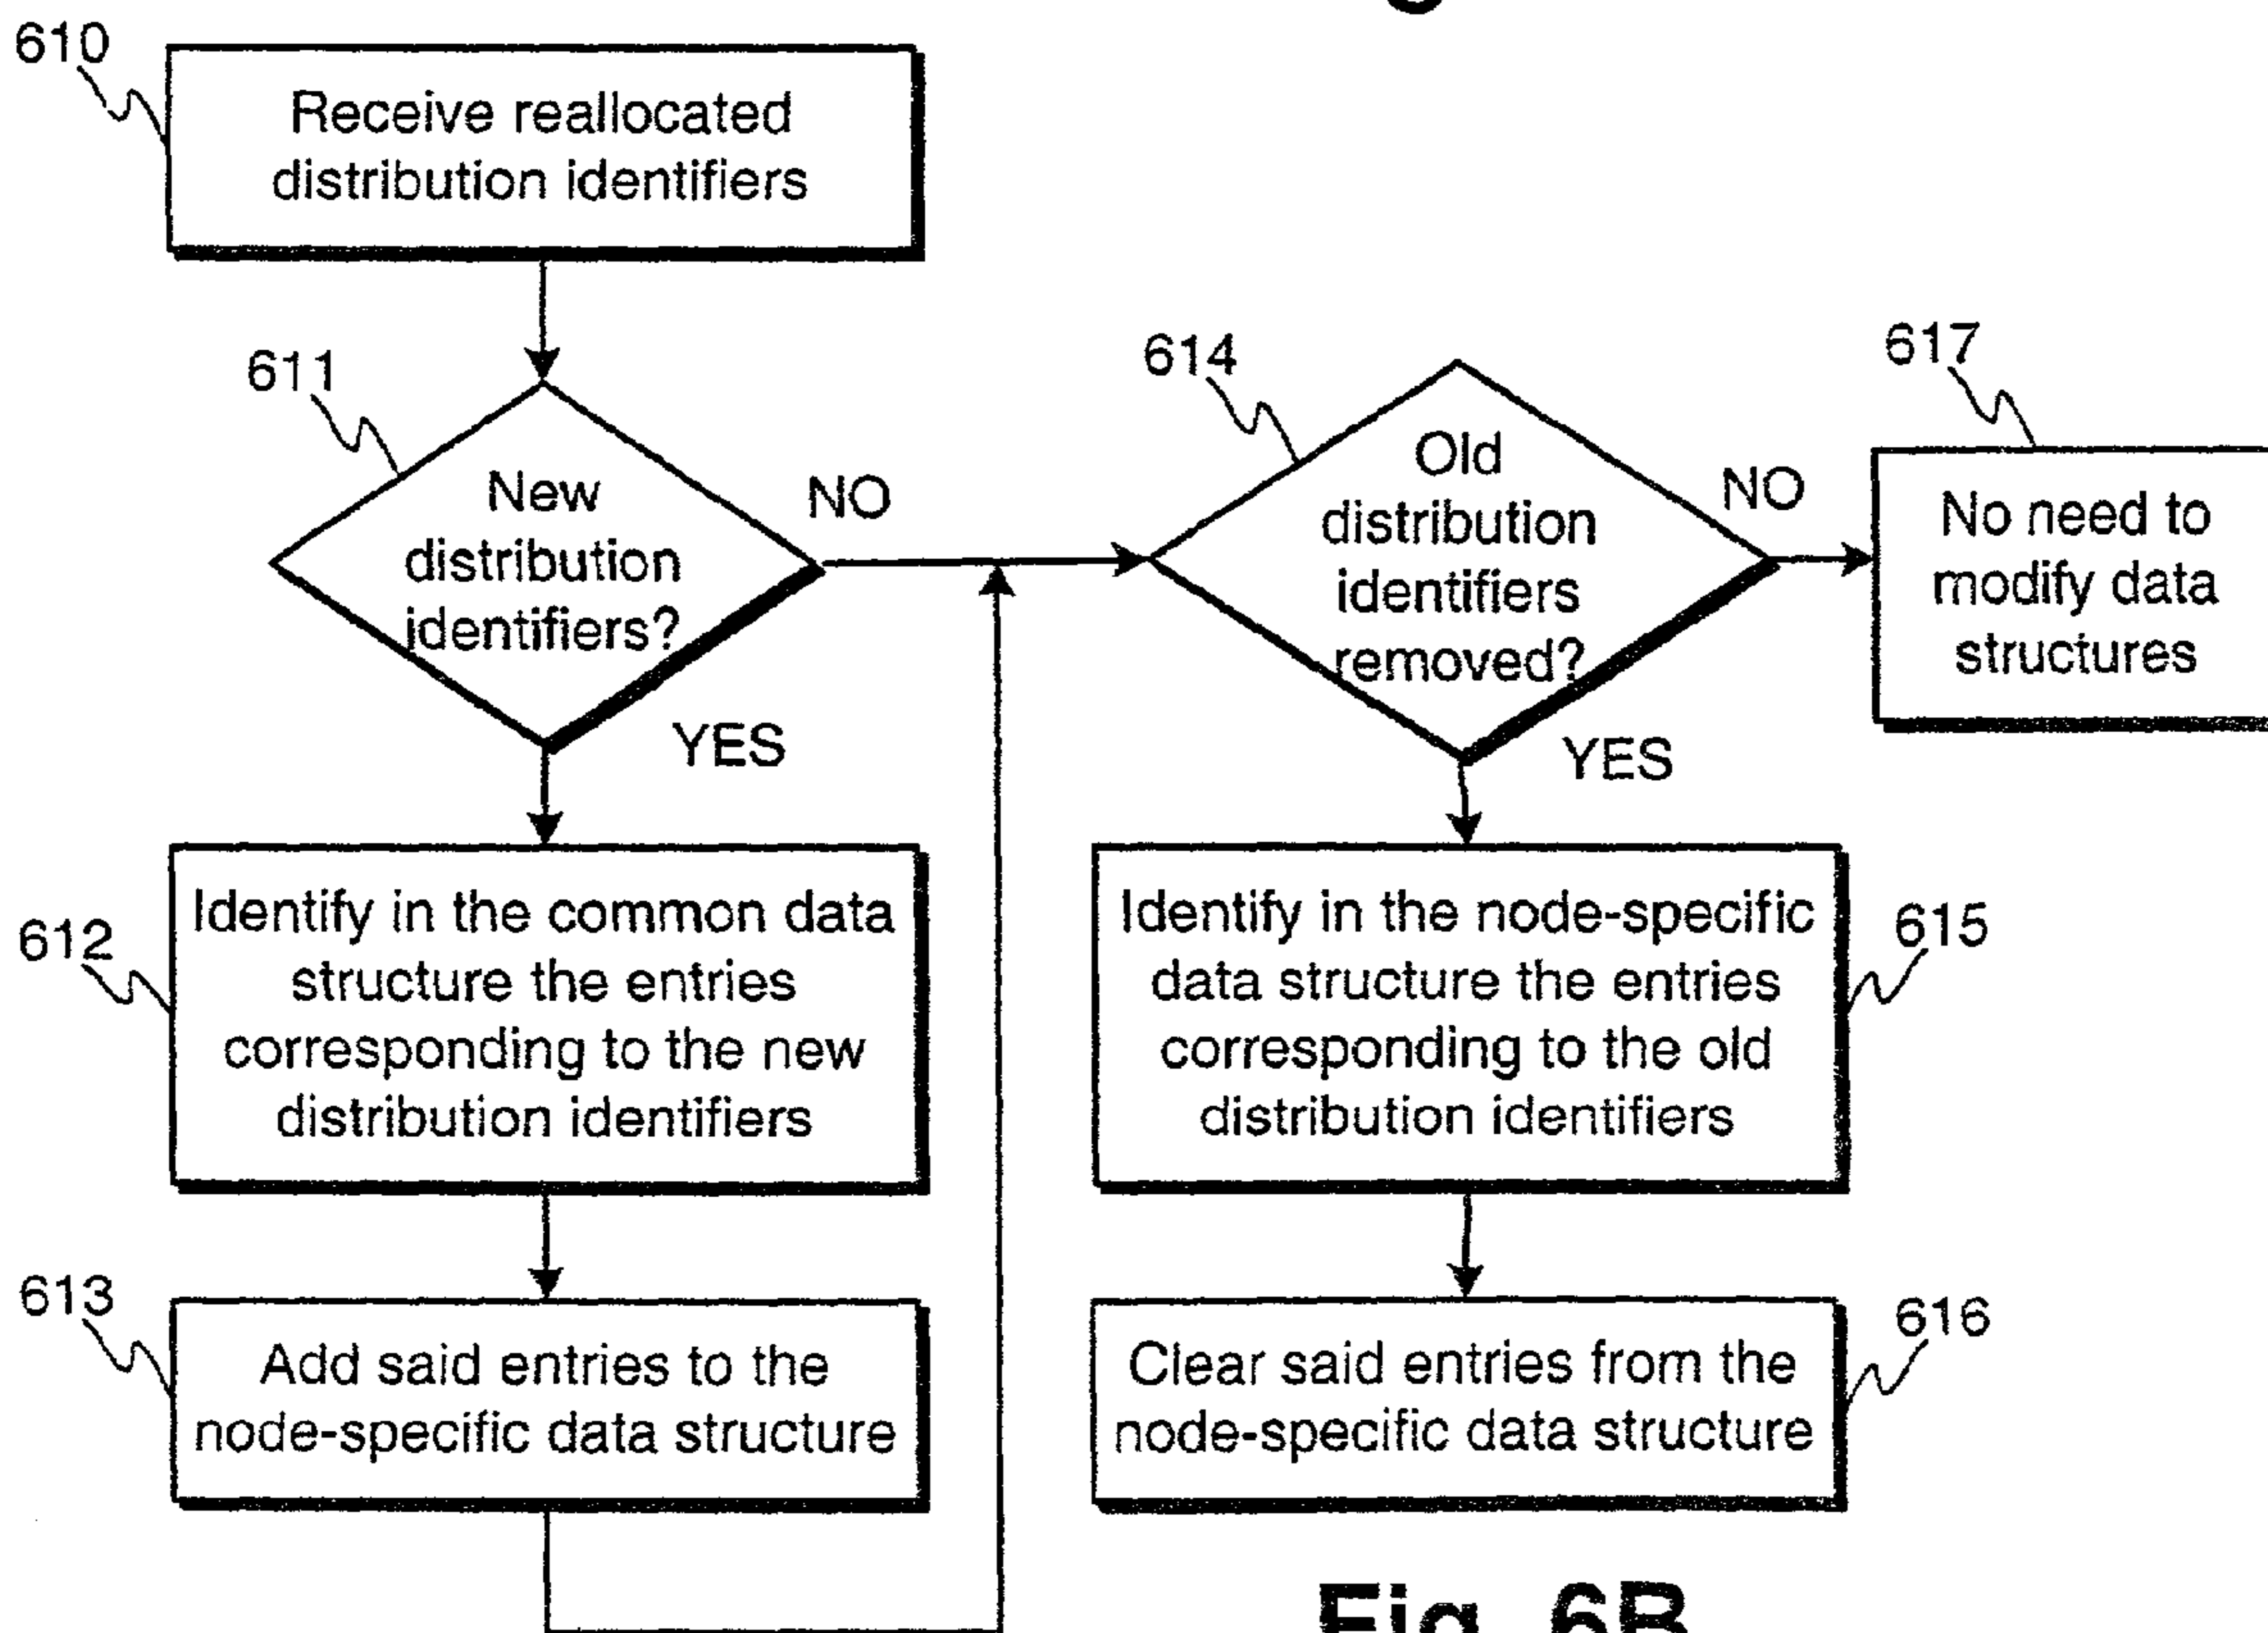 610
Receive reallocated
distribution identifiers
611
New
distribution
identifiers?
NO
YES
612
Identify in the common data
structure the entries
corresponding to the new
distribution identifiers
613
Add said entries to the
node-specific data structure
614
Old
distribution
identifiers
removed?
NO
YES
617
No need to
modify data
structures
615
Identify in the node-specific
data structure the entries
corresponding to the old
distribution identifiers
616
Clear said entries from the
node-specific data structure
Fig. 6B